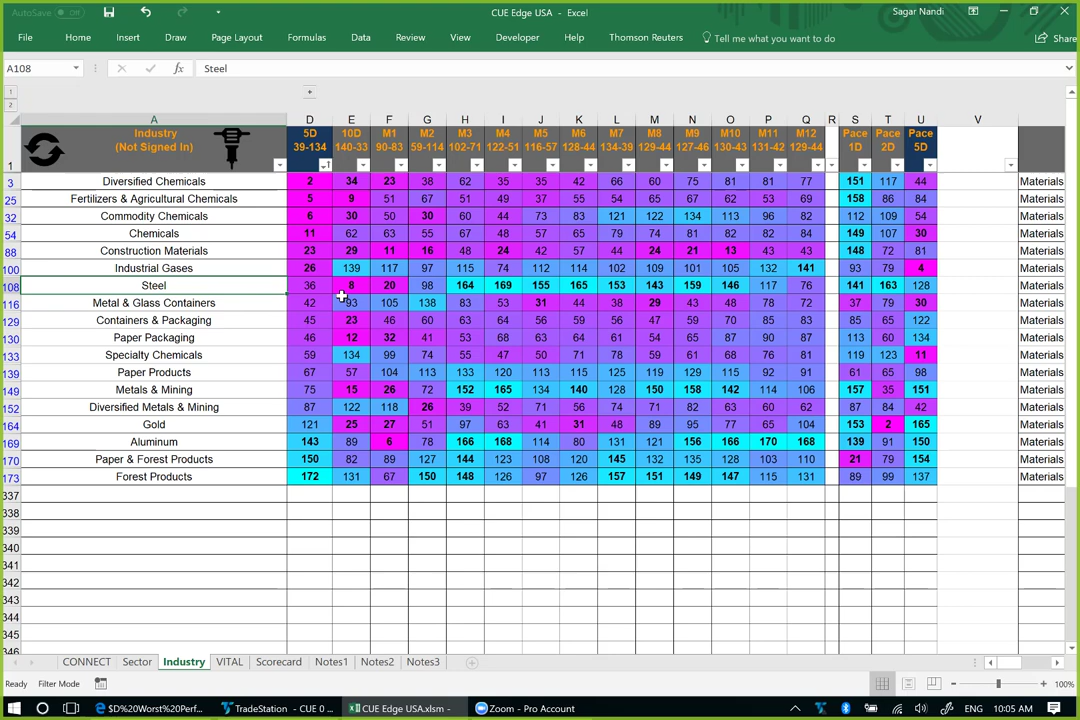 AutoSave Off
CUE Edge USA - Excel
Sagar Nandi
File Home Insert Draw Page Layout Formulas Data Review View Developer Help Thomson Reuters Tell me what you want to do Share
A108 fx Steel
1
2
A D E F G H I J K L M N O P Q R S T U V
Industry 5D 10D M1 M2 M3 M4 M5 M6 M7 M8 M9 M10 M11 M12 Pace Pace Pace
1 (Not Signed In) 39-134 140-33 90-83 59-114 102-71 122-51 116-57 128-44 134-39 129-44 127-46 130-43 131-42 129-44 1D 2D 5D
3 Diversified Chemicals 2 34 23 38 62 35 35 42 66 60 75 81 81 77 151 117 44 Materials
25 Fertilizers & Agricultural Chemicals 5 9 51 67 51 49 37 55 54 65 67 62 53 69 158 86 84 Materials
32 Commodity Chemicals 6 30 50 30 60 44 73 83 121 122 134 113 96 82 112 109 54 Materials
54 Chemicals 11 62 63 55 67 48 57 65 79 74 81 82 82 84 149 107 30 Materials
88 Construction Materials 23 29 11 16 48 24 42 57 44 24 21 13 43 43 148 72 81 Materials
100 Industrial Gases 26 139 117 97 115 74 112 114 102 109 101 105 132 141 93 79 4 Materials
108 Steel 36 8 20 98 164 169 155 165 153 143 159 146 117 76 141 163 128 Materials
116 Metal & Glass Containers 42 93 105 138 83 53 31 44 38 29 43 48 78 72 37 79 30 Materials
129 Containers & Packaging 45 23 46 60 63 64 56 59 56 47 59 70 85 83 85 65 122 Materials
130 Paper Packaging 46 12 32 41 53 68 63 64 61 54 65 87 90 87 113 60 134 Materials
133 Specialty Chemicals 59 134 99 74 55 47 50 71 78 59 61 68 76 81 119 123 11 Materials
139 Paper Products 67 57 104 113 133 120 113 125 115 119 129 115 92 91 61 65 98 Materials
149 Metals & Mining 75 15 26 72 152 165 134 140 128 150 158 142 114 106 157 35 151 Materials
152 Diversified Metals & Mining 87 122 118 26 39 52 71 56 74 71 82 63 60 62 87 84 42 Materials
164 Gold 121 25 27 51 97 63 41 31 48 89 95 77 65 104 153 2 165 Materials
169 Aluminum 143 89 6 78 166 168 114 80 131 121 156 166 170 168 139 91 150 Materials
170 Paper & Forest Products 150 82 89 127 144 123 108 120 145 132 135 128 103 110 21 79 154 Materials
173 Forest Products 172 131 67 150 148 126 97 126 157 151 149 147 115 131 89 99 137 Materials
337
338
339
340
341
342
343
344
345
346
CONNECT Sector Industry VITAL Scorecard Notes1 Notes2 Notes3
Ready Filter Mode 100%
$D%20Worst%20Perf... TradeStation - CUE 0 ... CUE Edge USA.xlsm - Zoom - Pro Account ENG 10:05 AM